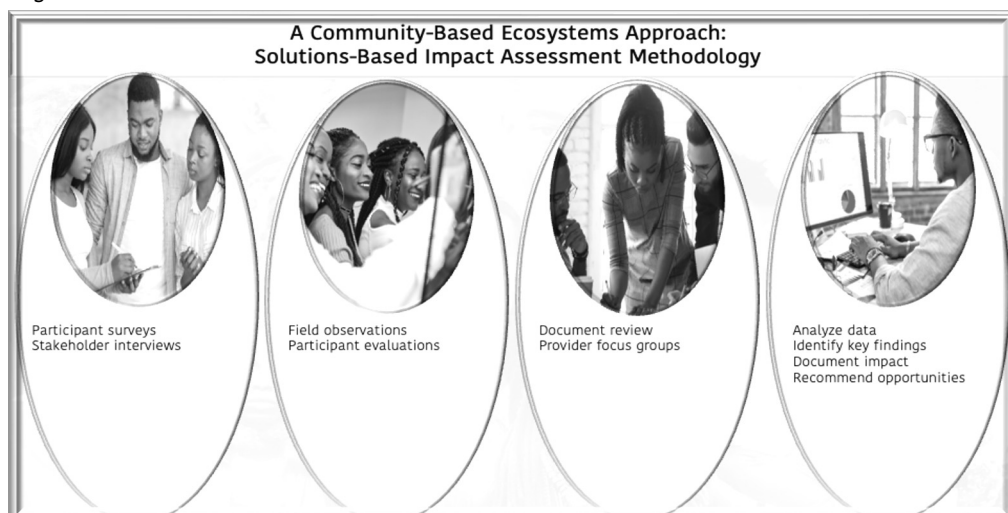 A Community-Based Ecosystems Approach:
Solutions-Based Impact Assessment Methodology
Participant surveys
Stakeholder interviews
Field observations
Participant evaluations
Document review
Provider focus groups
Analyze data
Identify key findings
Document impact
Recommend opportunities